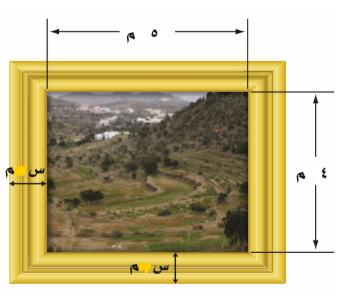 ٥ م
٤ م
س م
س م